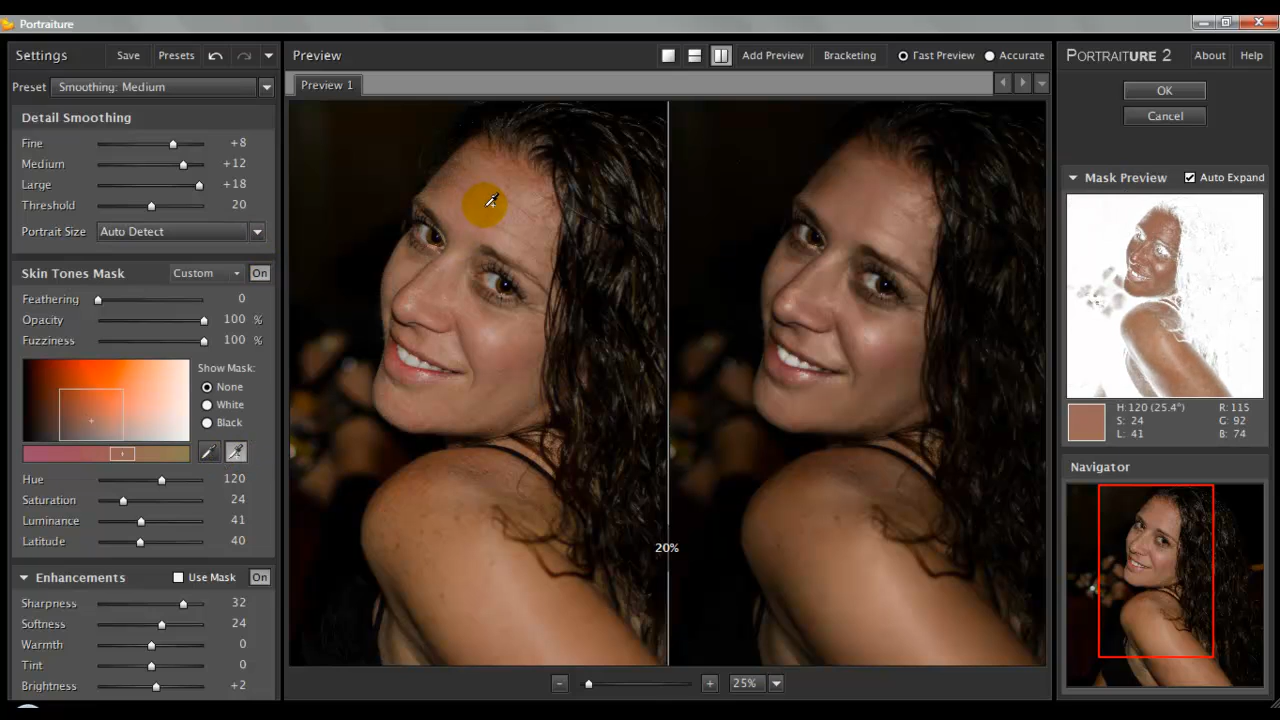 Portraiture
Settings Save Presets
Preset Smoothing: Medium
Detail Smoothing
Fine +8
Medium +12
Large +18
Threshold 20
Portrait Size Auto Detect
Skin Tones Mask Custom On
Feathering 0
Opacity 100 %
Fuzziness 100 %
Show Mask:
None
White
Black
Hue 120
Saturation 24
Luminance 41
Latitude 40
Enhancements Use Mask On
Sharpness 32
Softness 24
Warmth 0
Tint 0
Brightness +2
Preview Add Preview Bracketing Fast Preview Accurate
Preview 1
20%
25%
PORTRAITURE 2 About Help
OK
Cancel
Mask Preview Auto Expand
H:120 (25.4°) R: 115
S: 24 G: 92
L: 41 B: 74
Navigator